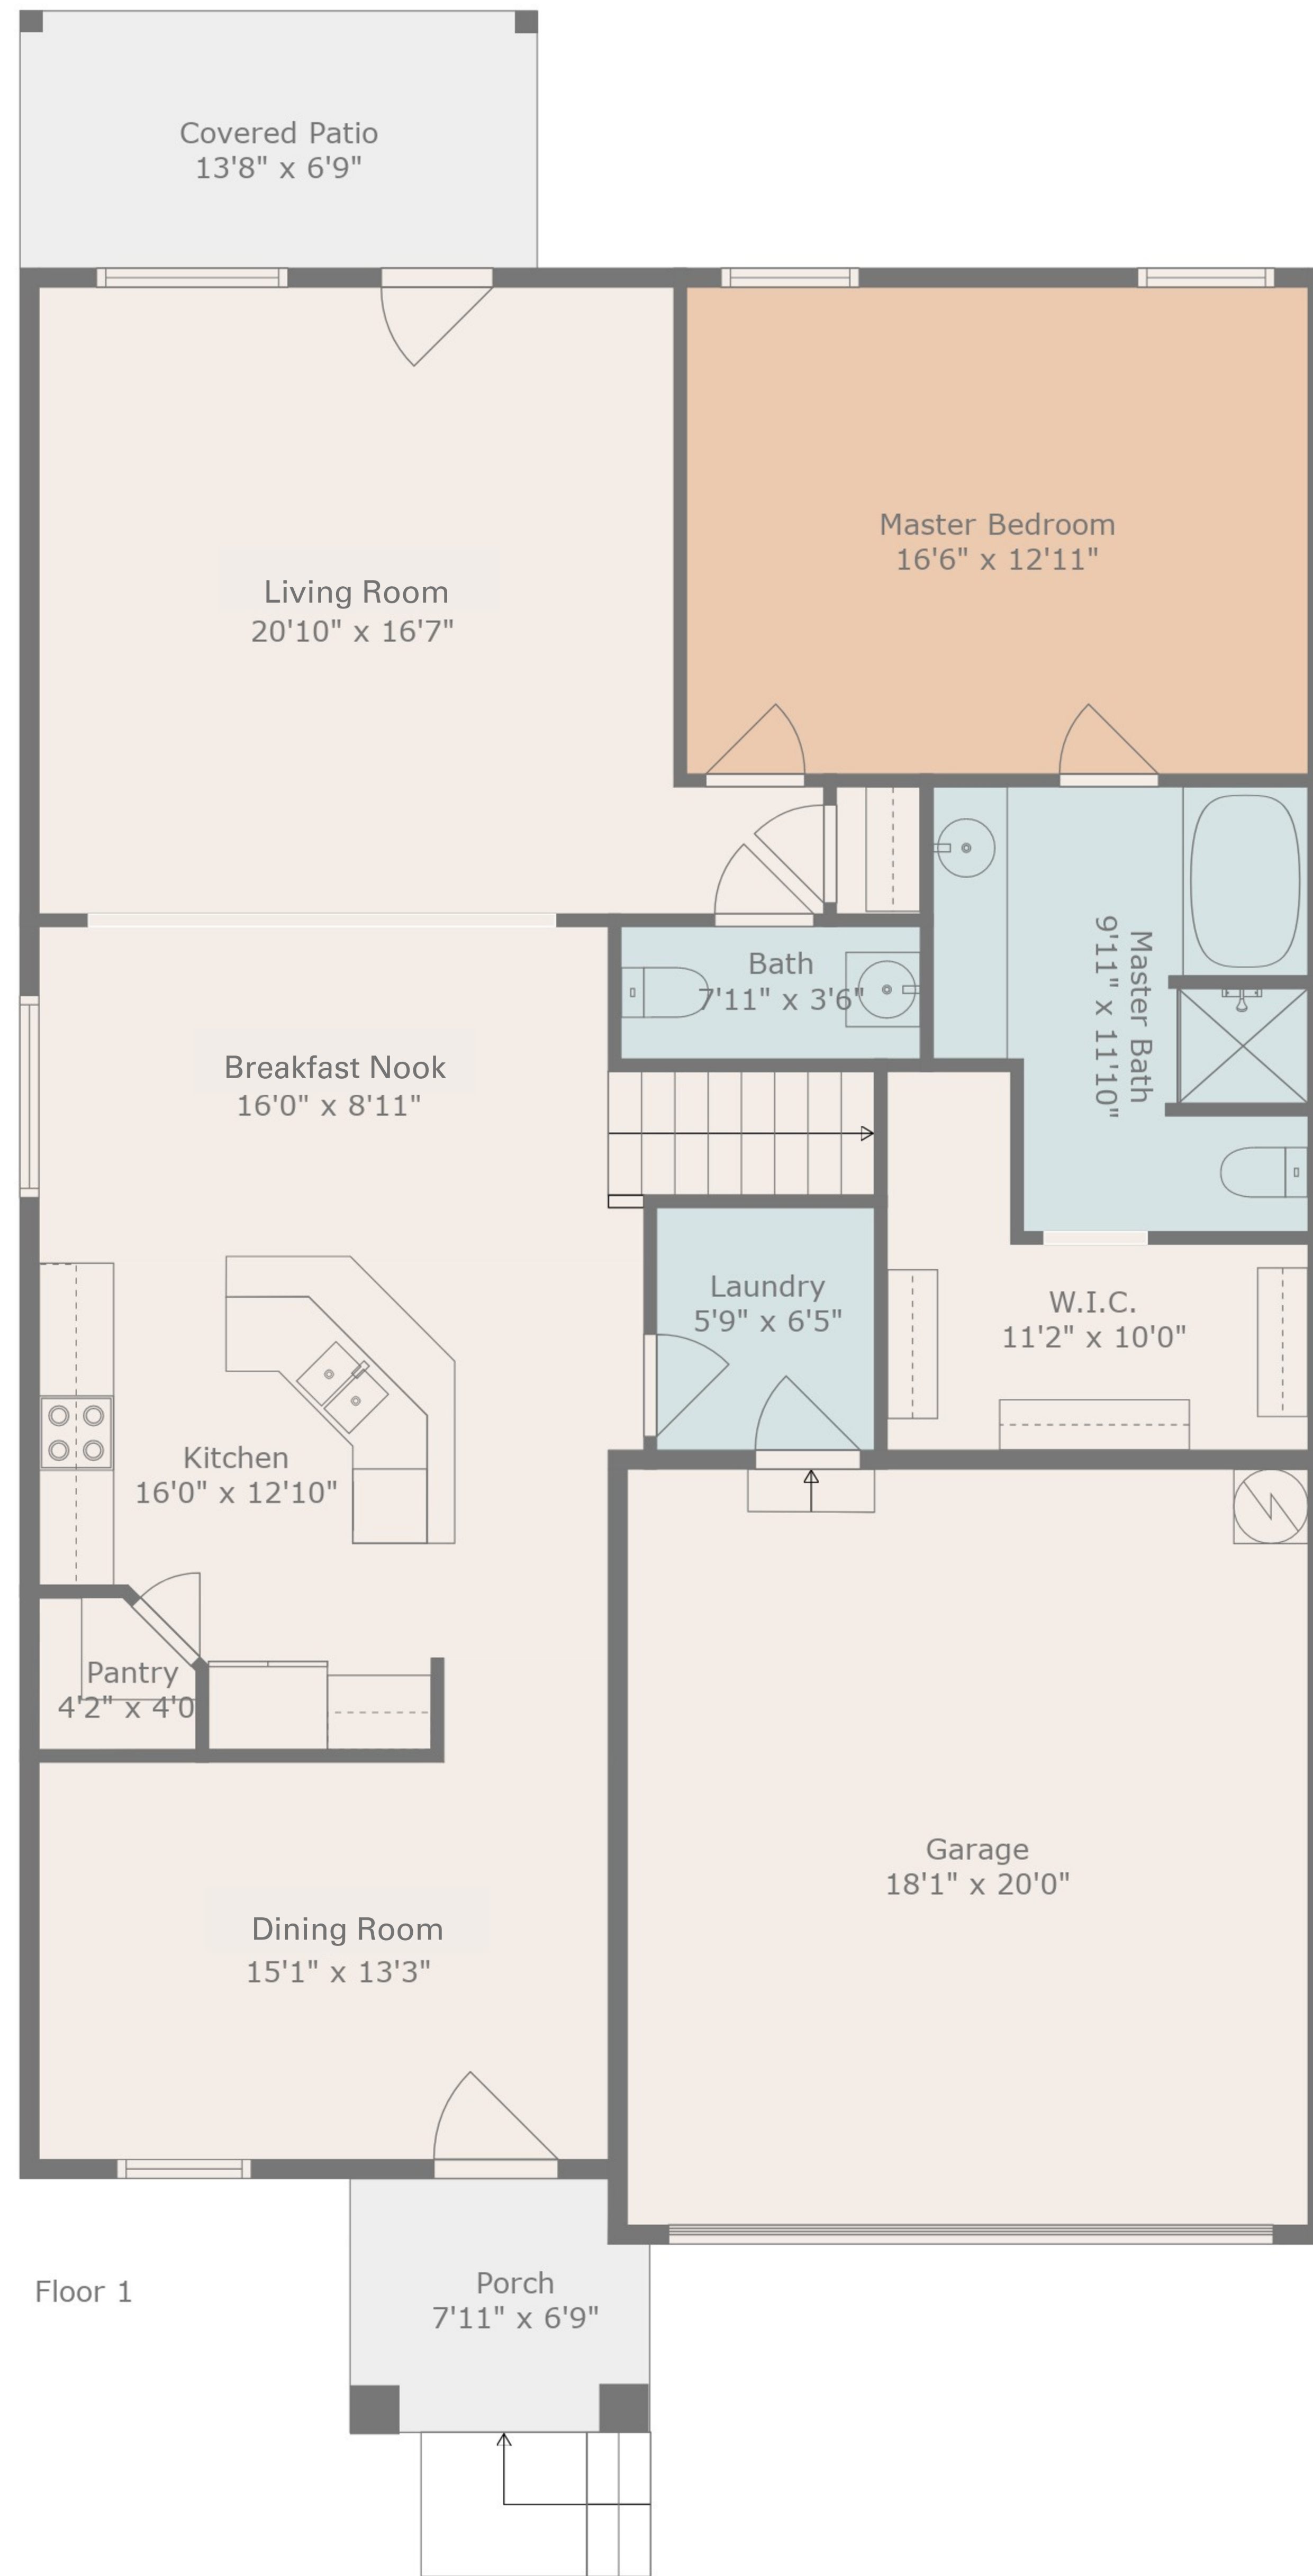 Covered Patio
13'8" x 6'9"
Master Bedroom
16'6" x 12'11"
Living Room
20'10" x 16'7"
Bath
7'11" x 3'6"
Master Bath
9'11" x 11'10"
Breakfast Nook
16'0" x 8'11"
Laundry
5'9" x 6'5"
W.I.C.
11'2" x 10'0"
Kitchen
16'0" x 12'10"
Pantry
4'2" x 4'0
Garage
18'1" x 20'0"
Dining Room
15'1" x 13'3"
Porch
7'11" x 6'9"
Floor 1